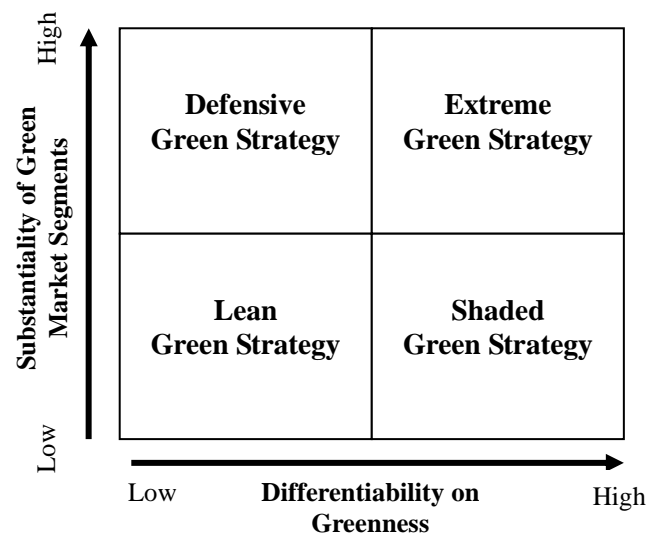 High
Substantiality of Green
Market Segments
Low
Defensive
Green Strategy
Extreme
Green Strategy
Lean
Green Strategy
Shaded
Green Strategy
Low
Differentiability on
Greenness
High